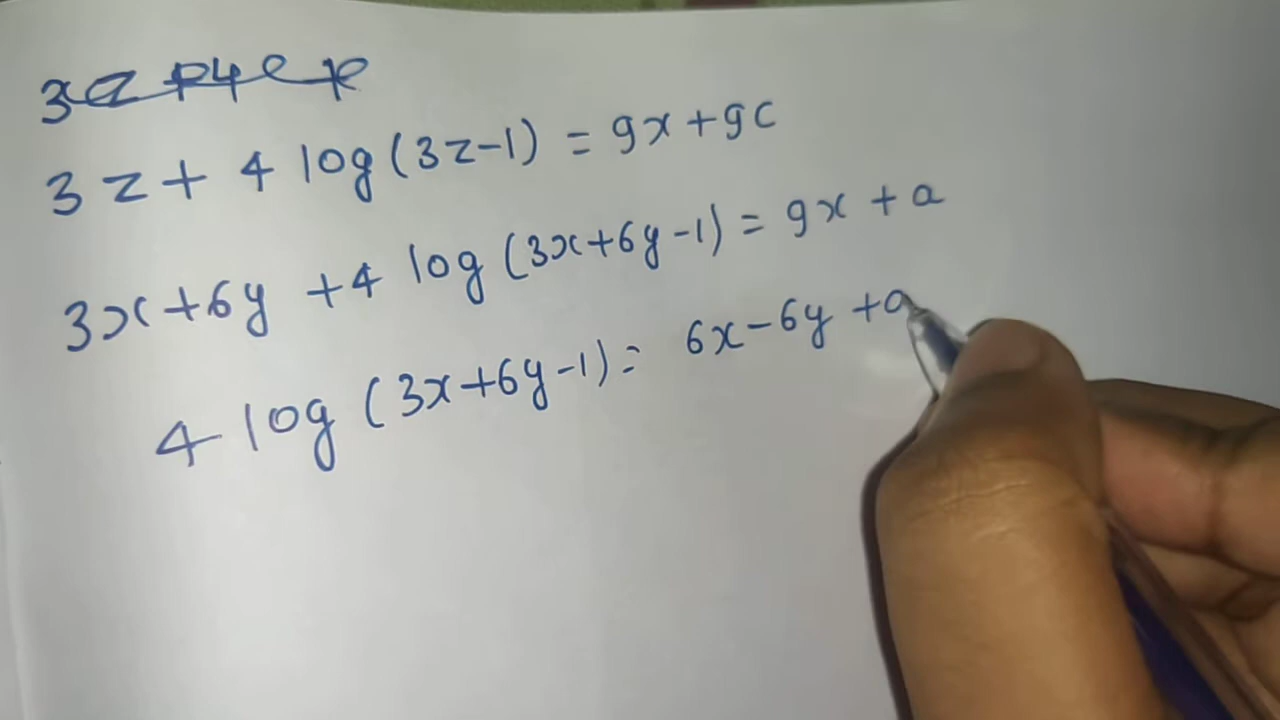 3z + 4 log(3z-1) = 9x+9c
3x+6y +4 log (3x+6y-1) = 9x + a
4 log (3x+6y-1) = 6x-6y +a